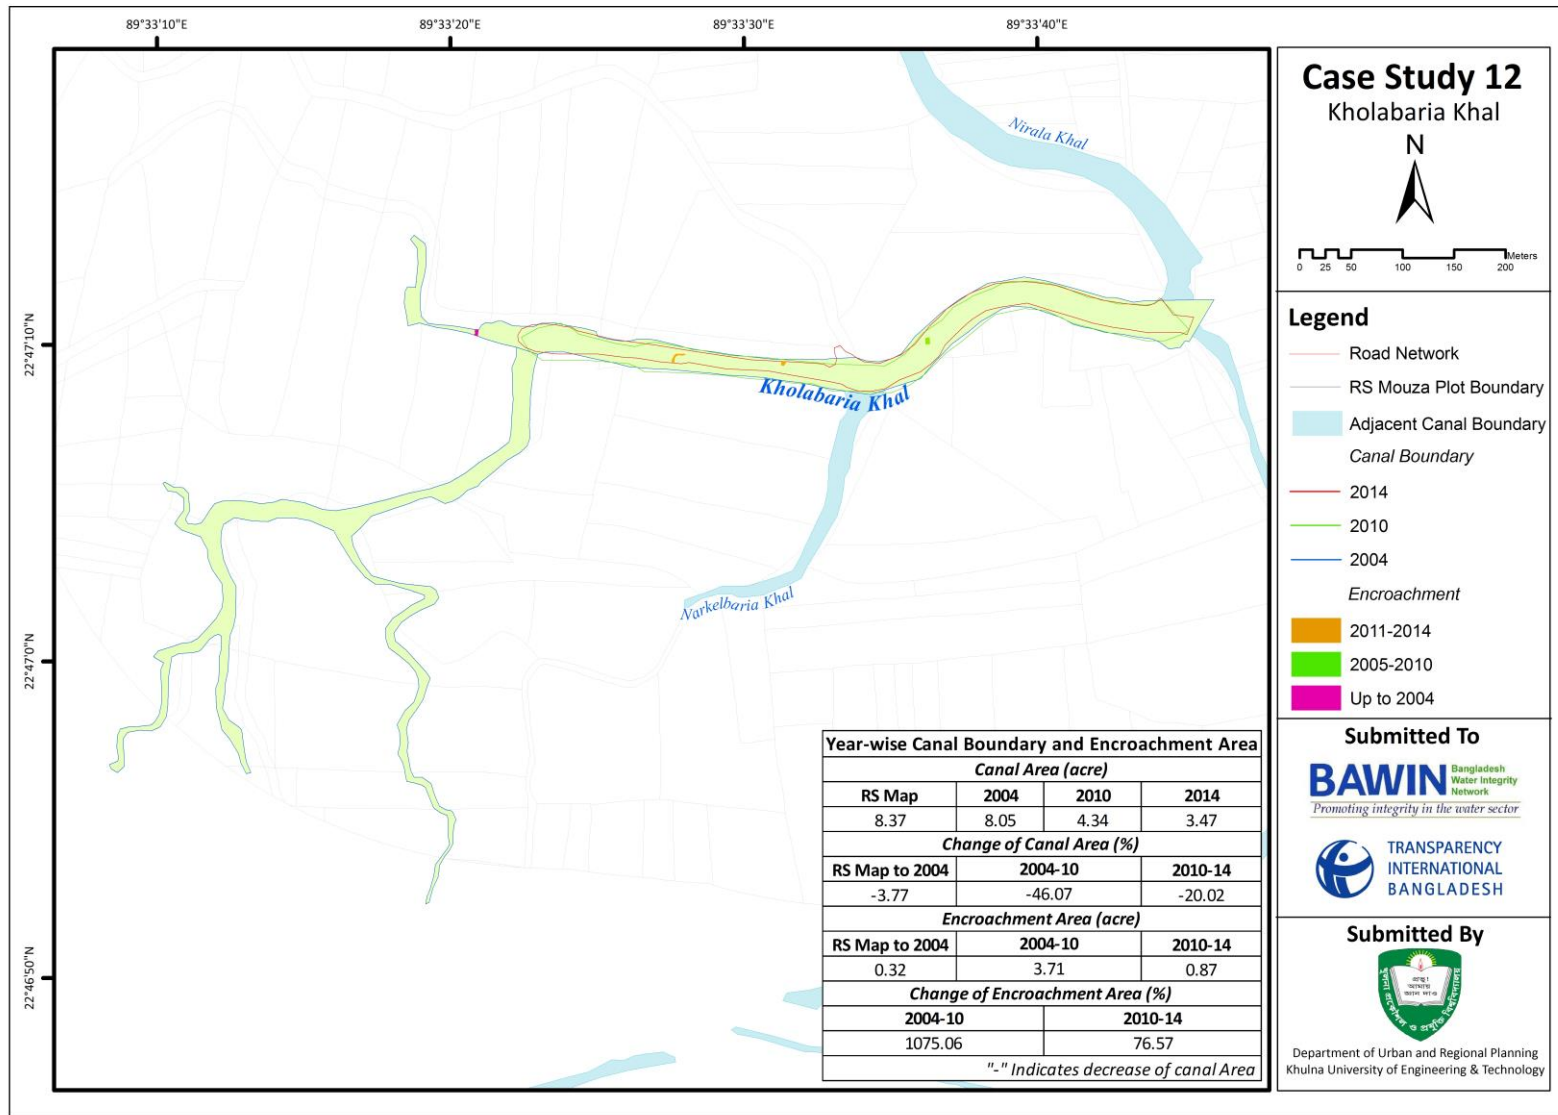 89°33'10"E
89°33'20"E
89°33'30"E
89°33'40"E
22°47'10"N
22°47'0"N
22°46'50"N
Nirala Khal
Kholabaria Khal
Narkelbaria Khal
Year-wise Canal Boundary and Encroachment Area
Canal Area (acre)
RS Map 2004 2010 2014
8.37 8.05 4.34 3.47
Change of Canal Area (%)
RS Map to 2004 2004-10 2010-14
-3.77 -46.07 -20.02
Encroachment Area (acre)
RS Map to 2004 2004-10 2010-14
0.32 3.71 0.87
Change of Encroachment Area (%)
2004-10 2010-14
1075.06 76.57
"-" Indicates decrease of canal Area
Case Study 12
Kholabaria Khal
N
Meters
0 25 50 100 150 200
Legend
Road Network
RS Mouza Plot Boundary
Adjacent Canal Boundary
Canal Boundary
2014
2010
2004
Encroachment
2011-2014
2005-2010
Up to 2004
Submitted To
BAWIN
Bangladesh
Water Integrity
Network
Promoting integrity in the water sector
TRANSPARENCY
INTERNATIONAL
BANGLADESH
Submitted By
প্রভু!
আমায়
জ্ঞান দাও
খুলনা প্রকৌশল ও প্রযুক্তি বিশ্ববিদ্যালয়
Department of Urban and Regional Planning
Khulna University of Engineering & Technology